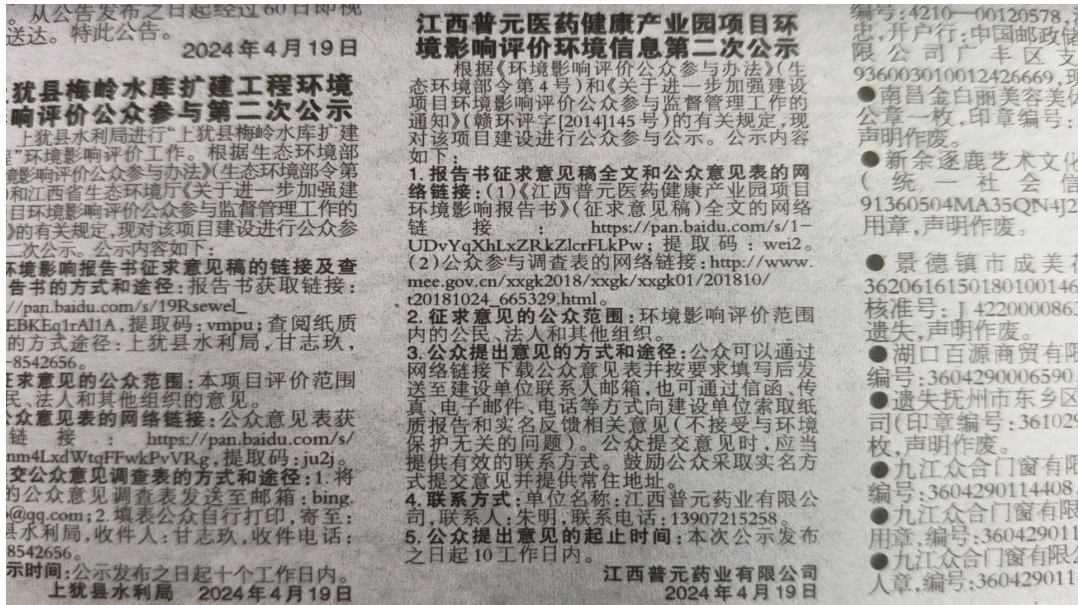 从公告发布之日起经过60日即视
送达。特此公告。
2024年4月19日
犹县梅岭水库扩建工程环境
响评价公众参与第二次公示
上犹县水利局进行“上犹县梅岭水库扩建
”环境影响评价工作。根据生态环境部
影响评价公众参与办法》(生态环境部令第
和江西省生态环境厅《关于进一步加强建
目环境影响评价公众参与监督管理工作的
》的有关规定,现对该项目建设进行公众参
二次公示。公示内容如下:
环境影响报告书征求意见稿的链接及查
告书的方式和途径:报告书获取链接:
//pan.baidu.com/s/19Rsewel_
EBKEq1rAl1A,提取码:vmpu;查阅纸质
的方式途径:上犹县水利局,甘志玖,
-8542656。
征求意见的公众范围:本项目评价范围
民、法人和其他组织的意见。
公众意见表的网络链接:公众意见表获
链接:https://pan.baidu.com/s/
nm4LxdWtqFFwkPvVRg,提取码:ju2j。
交公众意见调查表的方式和途径:1.将
的公众意见调查表发送至邮箱:bing.
@qq.com;2.填表公众自行打印,寄至:
县水利局,收件人:甘志玖,收件电话:
8542656。
示时间:公示发布之日起十个工作日内。
上犹县水利局 2024年4月19日
江西普元医药健康产业园项目环
境影响评价环境信息第二次公示
根据《环境影响评价公众参与办法》(生
态环境部令第4号)和《关于进一步加强建设
项目环境影响评价公众参与监督管理工作的
通知》(赣环评字[2014]145号)的有关规定,现
对该项目建设进行公众参与公示。公示内容
如下:
1.报告书征求意见稿全文和公众意见表的网
络链接:(1)《江西普元医药健康产业园项目
环境影响报告书》(征求意见稿)全文的网络
链接:https://pan.baidu.com/s/1-
UDvYqXhLxZRkZlcrFLkPw;提取码:wei2。
(2)公众参与调查表的网络链接:http://www.
mee.gov.cn/xxgk2018/xxgk/xxgk01/201810/
t20181024_665329.html。
2.征求意见的公众范围:环境影响评价范围
内的公民、法人和其他组织。
3.公众提出意见的方式和途径:公众可以通过
网络链接下载公众意见表并按要求填写后发
送至建设单位联系人邮箱,也可通过信函、传
真、电子邮件、电话等方式向建设单位索取纸
质报告和实名反馈相关意见(不接受与环境
保护无关的问题)。公众提交意见时,应当
提供有效的联系方式。鼓励公众采取实名方
式提交意见并提供常住地址。
4.联系方式:单位名称:江西普元药业有限公
司,联系人:朱明,联系电话:13907215258。
5.公众提出意见的起止时间:本次公示发布
之日起10工作日内。
江西普元药业有限公司
2024年4月19日
编号:4210-00120578,
忠,开户行:中国邮政储
限公司广丰区支
936003010012426669,现
●南昌金白丽美容美体
公章一枚,印章编号:
声明作废。
●新余逐鹿艺术文化
(统一社会信
91360504MA35QN4J2
用章,声明作废。
●景德镇市成美花
3620616150180100146
核准号:J4220000863
遗失,声明作废。
●湖口百源商贸有限
编号:3604290006590,
●遗失抚州市东乡区
司(印章编号:361029
枚,声明作废。
●九江众合门窗有限
编号:3604290114408,
●九江众合门窗有限
用章,编号:36042901
●九江众合门窗有限公
人章,编号:360429011